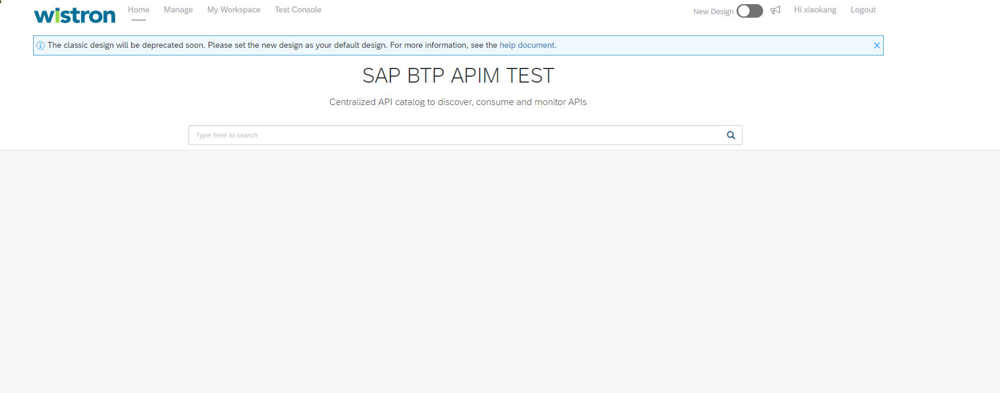 wistron Home Manage My Workspace Test Console New Design Hi xiaokang Logout
The classic design will be deprecated soon. Please set the new design as your default design. For more information, see the help document.
SAP BTP APIM TEST
Centralized API catalog to discover, consume and monitor APIs
Type here to search